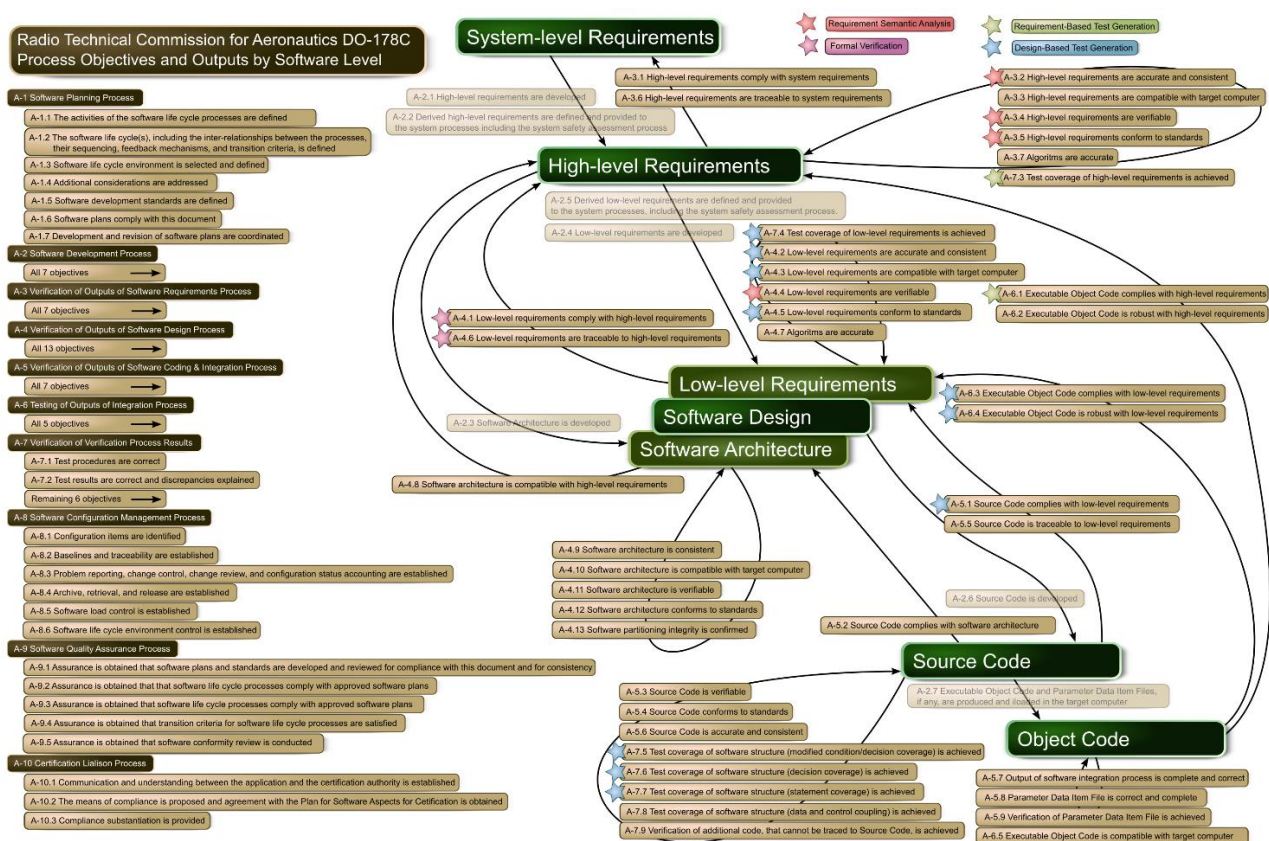 Radio Technical Commission for Aeronautics DO-178C
Process Objectives and Outputs by Software Level
A-1 Software Planning Process
A-1.1 The activities of the software life cycle processes are defined
A-1.2 The software life cycle(s), including the inter-relationships between the processes,
their sequencing, feedback mechanisms, and transition criteria, is defined
A-1.3 Software life cycle environment is selected and defined
A-1.4 Additional considerations are addressed
A-1.5 Software development standards are defined
A-1.6 Software plans comply with this document
A-1.7 Development and revision of software plans are coordinated
A-2 Software Development Process
All 7 objectives
A-3 Verification of Outputs of Software Requirements Process
All 7 objectives
A-4 Verification of Outputs of Software Design Process
All 13 objectives
A-5 Verification of Outputs of Software Coding & Integration Process
All 7 objectives
A-6 Testing of Outputs of Integration Process
All 5 objectives
A-7 Verification of Verification Process Results
A-7.1 Test procedures are correct
A-7.2 Test results are correct and discrepancies explained
Remaining 6 objectives
A-8 Software Configuration Management Process
A-8.1 Configuration items are identified
A-8.2 Baselines and traceability are established
A-8.3 Problem reporting, change control, change review, and configuration status accounting are established
A-8.4 Archive, retrieval, and release are established
A-8.5 Software load control is established
A-8.6 Software life cycle environment control is established
A-9 Software Quality Assurance Process
A-9.1 Assurance is obtained that software plans and standards are developed and reviewed for compliance with this document and for consistency
A-9.2 Assurance is obtained that that software life cycle processes comply with approved software plans
A-9.3 Assurance is obtained that software life cycle processes comply with approved software plans
A-9.4 Assurance is obtained that transition criteria for software life cycle processes are satisfied
A-9.5 Assurance is obtained that software conformity review is conducted
A-10 Certification Lialison Process
A-10.1 Communication and understanding between the application and the certification authority is established
A-10.2 The means of compliance is proposed and agreement with the Plan for Software Aspects for Cetification is obtained
A-10.3 Compliance substantiation is provided
System-level Requirements
Requirement Semantic Analysis
Formal Verification
Requirement-Based Test Generation
Design-Based Test Generation
A-3.1 High-level requirements comply with system requirements
A-3.6 High-level requirements are traceable to system requirements
A-2.1 High-level requirements are developed
A-2.2 Derived high-level requirements are defined and provided to
the system processes including the system safety assessment process
A-3.2 High-level requirements are accurate and consistent
A-3.3 High-level requirements are compatible with target computer
A-3.4 High-level requirements are verifiable
A-3.5 High-level requirements conform to standards
A-3.7 Algoritms are accurate
A-7.3 Test coverage of high-level requirements is achieved
High-level Requirements
A-2.5 Derived low-level requirements are defined and provided
to the system processes, including the system safety assessment process.
A-2.4 Low-level requirements are developed
A-7.4 Test coverage of low-level requirements is achieved
A-4.2 Low-level requirements are accurate and consistent
A-4.3 Low-level requirements are compatible with target computer
A-4.4 Low-level requirements are verifiable
A-4.5 Low-level requirements conform to standards
A-4.7 Algoritms are accurate
A-6.1 Executable Object Code complies with high-level requirements
A-6.2 Executable Object Code is robust with high-level requirements
A-4.1 Low-level requirements comply with high-level requirements
A-4.6 Low-level requirements are traceable to high-level requirements
Low-level Requirements
Software Design
Software Architecture
A-6.3 Executable Object Code complies with low-level requirements
A-6.4 Executable Object Code is robust with low-level requirements
A-2.3 Software Architecture is developed
A-4.8 Software architecture is compatible with high-level requirements
A-5.1 Source Code complies with low-level requirements
A-5.5 Source Code is traceable to low-level requirements
A-4.9 Software architecture is consistent
A-4.10 Software architecture is compatible with target computer
A-4.11 Software architecture is verifiable
A-4.12 Software architecture conforms to standards
A-4.13 Software partitioning integrity is confirmed
A-2.6 Source Code is developed
A-5.2 Source Code complies with software architecture
Source Code
A-2.7 Executable Object Code and Parameter Data Item Files,
if any, are produced and iloaded in the target computer
Object Code
A-5.3 Source Code is verifiable
A-5.4 Source Code conforms to standards
A-5.6 Source Code is accurate and consistent
A-7.5 Test coverage of software structure (modified condition/decision coverage) is achieved
A-7.6 Test coverage of software structure (decision coverage) is achieved
A-7.7 Test coverage of software structure (statement coverage) is achieved
A-7.8 Test coverage of software structure (data and control coupling) is achieved
A-7.9 Verification of additional code, that cannot be traced to Source Code, is achieved
A-5.7 Output of software integration process is complete and correct
A-5.8 Parameter Data Item File is correct and complete
A-5.9 Verification of Parameter Data Item File is achieved
A-6.5 Executable Object Code is compatible with target computer